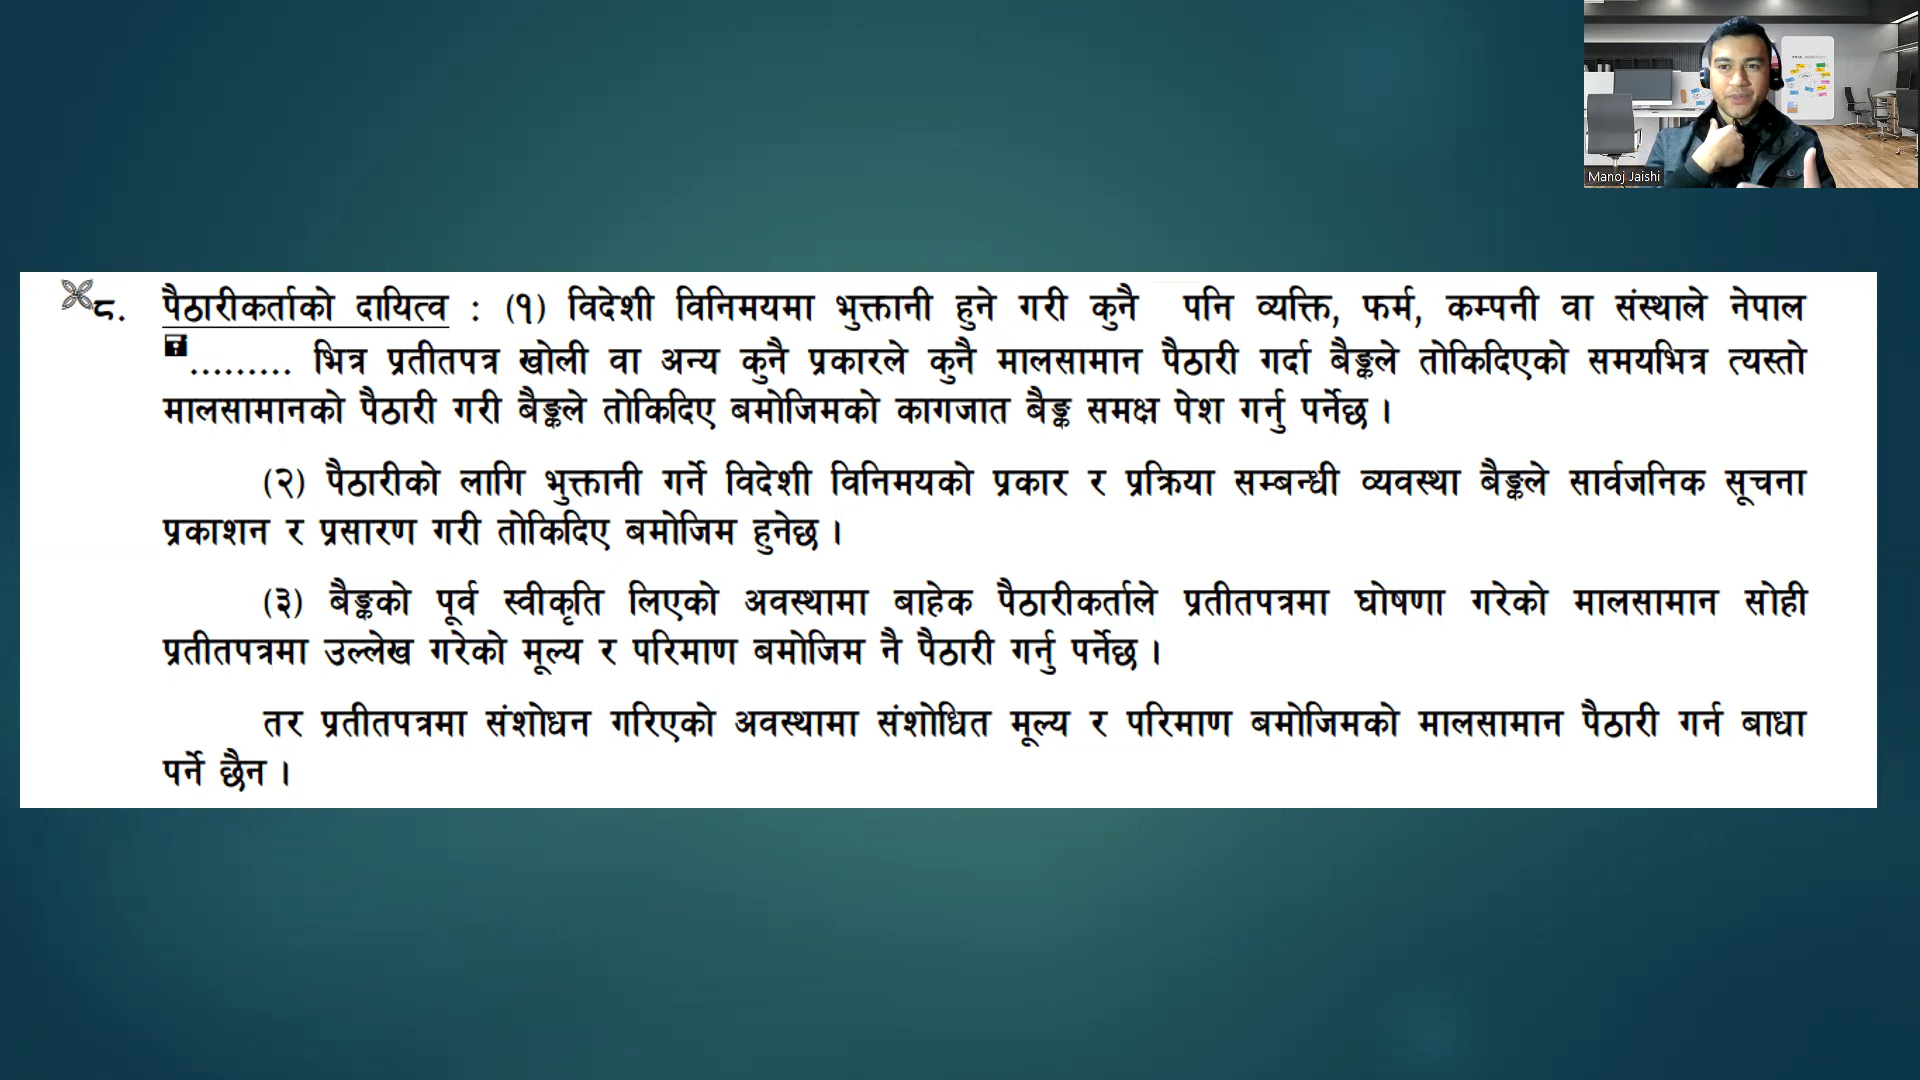 Manoj Jaishi
८. पैठारीकर्ताको दायित्व : (१) विदेशी विनिमयमा भुक्तानी हुने गरी कुनै पनि व्यक्ति, फर्म, कम्पनी वा संस्थाले नेपाल
......... भित्र प्रतीतपत्र खोली वा अन्य कुनै प्रकारले कुनै मालसामान पैठारी गर्दा बैङ्कले तोकिदिएको समयभित्र त्यस्तो
मालसामानको पैठारी गरी बैङ्कले तोकिदिए बमोजिमको कागजात बैङ्क समक्ष पेश गर्नु पर्नेछ ।
(२) पैठारीको लागि भुक्तानी गर्ने विदेशी विनिमयको प्रकार र प्रक्रिया सम्बन्धी व्यवस्था बैङ्कले सार्वजनिक सूचना
प्रकाशन र प्रसारण गरी तोकिदिए बमोजिम हुनेछ ।
(३) बैङ्कको पूर्व स्वीकृति लिएको अवस्थामा बाहेक पैठारीकर्ताले प्रतीतपत्रमा घोषणा गरेको मालसामान सोही
प्रतीतपत्रमा उल्लेख गरेको मूल्य र परिमाण बमोजिम नै पैठारी गर्नु पर्नेछ ।
तर प्रतीतपत्रमा संशोधन गरिएको अवस्थामा संशोधित मूल्य र परिमाण बमोजिमको मालसामान पैठारी गर्न बाधा
पर्ने छैन ।